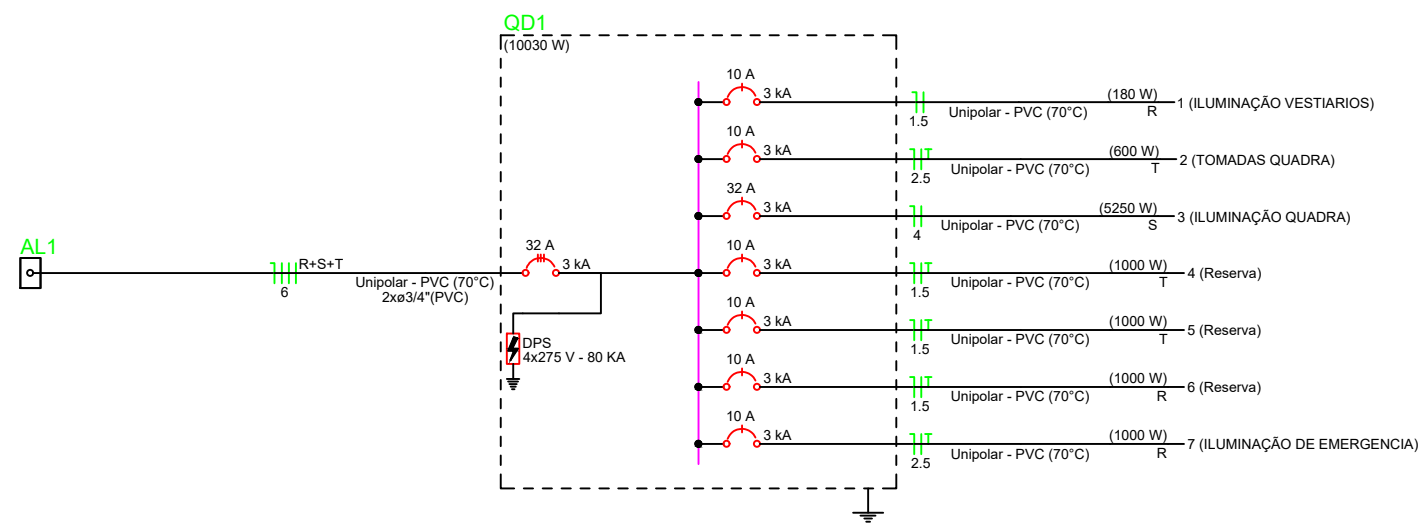 QD1
(10030 W)
10 A
3 kA
1.5
Unipolar - PVC (70°C)
(180 W)
R
1 (ILUMINAÇÃO VESTIARIOS)
10 A
3 kA
2.5
Unipolar - PVC (70°C)
(600 W)
T
2 (TOMADAS QUADRA)
32 A
3 kA
4
Unipolar - PVC (70°C)
(5250 W)
S
3 (ILUMINAÇÃO QUADRA)
AL1
R+S+T
6
Unipolar - PVC (70°C)
2xø3/4"(PVC)
32 A
3 kA
DPS
4x275 V - 80 KA
10 A
3 kA
1.5
Unipolar - PVC (70°C)
(1000 W)
T
4 (Reserva)
10 A
3 kA
1.5
Unipolar - PVC (70°C)
(1000 W)
T
5 (Reserva)
10 A
3 kA
1.5
Unipolar - PVC (70°C)
(1000 W)
R
6 (Reserva)
10 A
3 kA
2.5
Unipolar - PVC (70°C)
(1000 W)
R
7 (ILUMINAÇÃO DE EMERGENCIA)